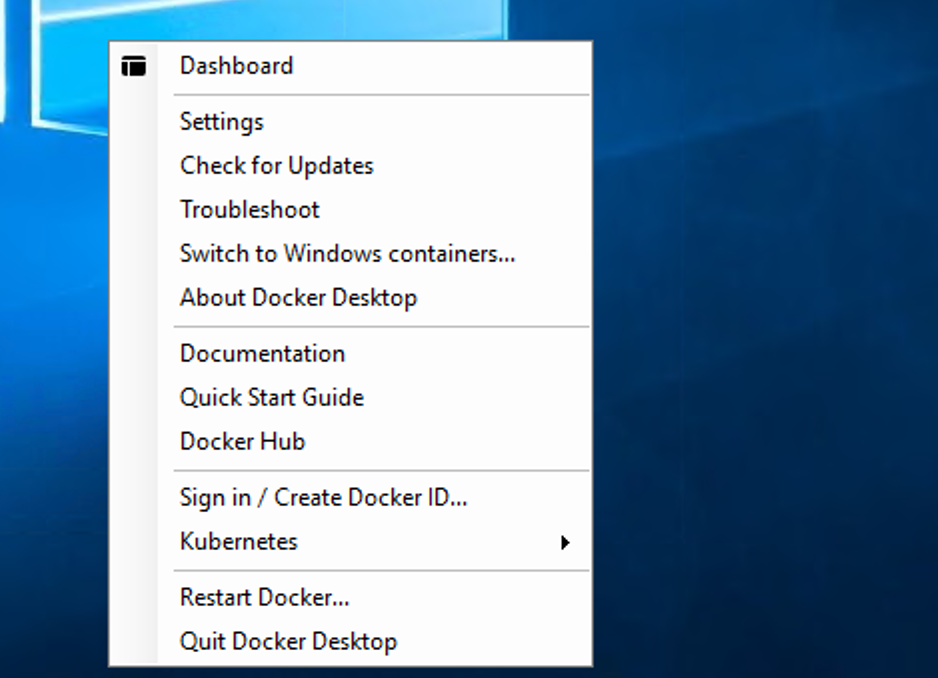 Dashboard
Settings
Check for Updates
Troubleshoot
Switch to Windows containers...
About Docker Desktop
Documentation
Quick Start Guide
Docker Hub
Sign in / Create Docker ID...
Kubernetes
Restart Docker...
Quit Docker Desktop